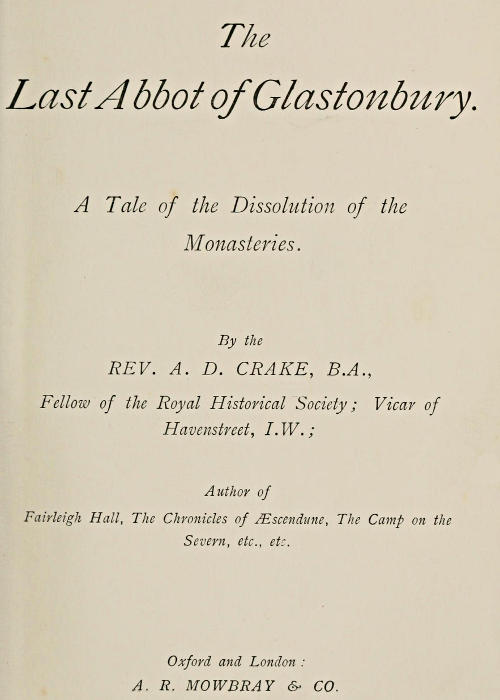 The
Last Abbot of Glastonbury.
A Tale of the Dissolution of the
Monasteries.
By the
REV. A. D. CRAKE, B.A.,
Fellow of the Royal Historical Society; Vicar of
Havenstreet, I.W.;
Author of
Fairleigh Hall, The Chronicles of Æscendune, The Camp on the
Severn, etc., etc.
Oxford and London:
A. R. MOWBRAY & CO.